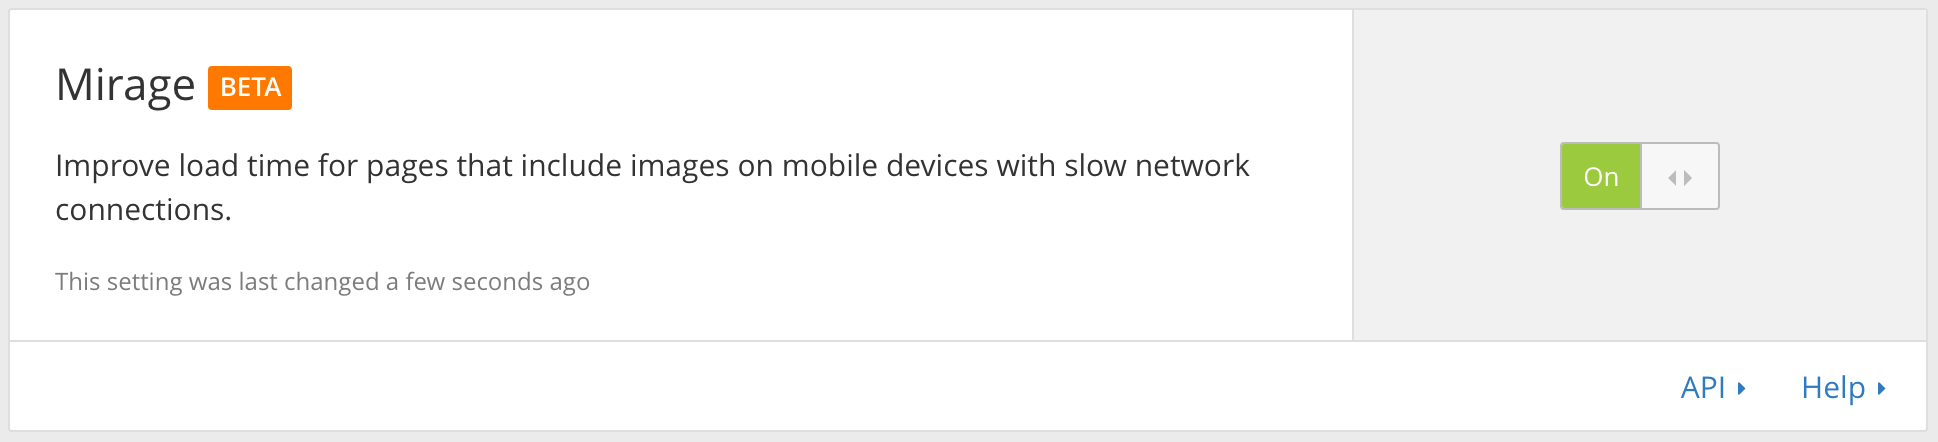 Mirage BETA
Improve load time for pages that include images on mobile devices with slow network
connections.
This setting was last changed a few seconds ago
On
API
Help